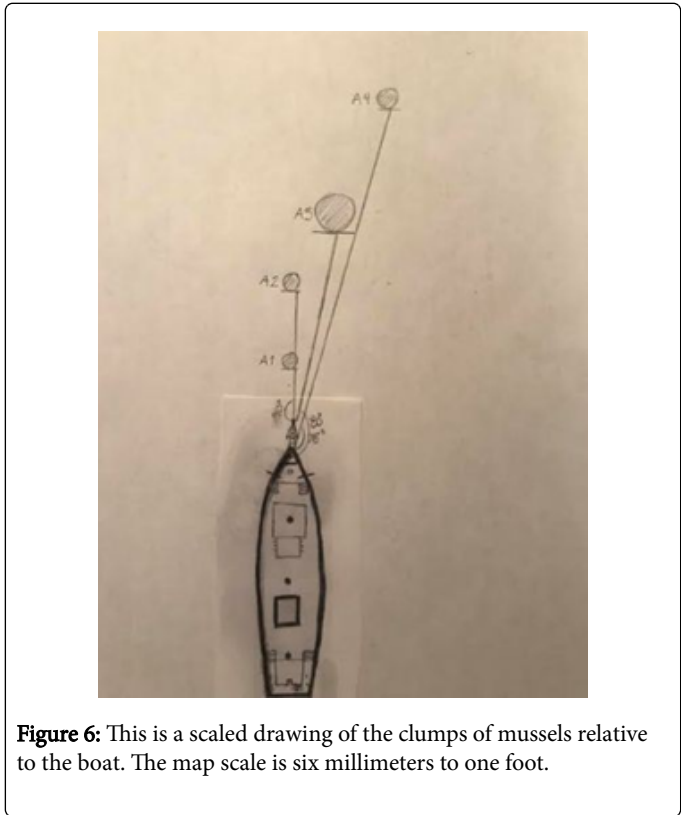 A4
A3
A2
A1
Figure 6: This is a scaled drawing of the clumps of mussels relative
to the boat. The map scale is six millimeters to one foot.